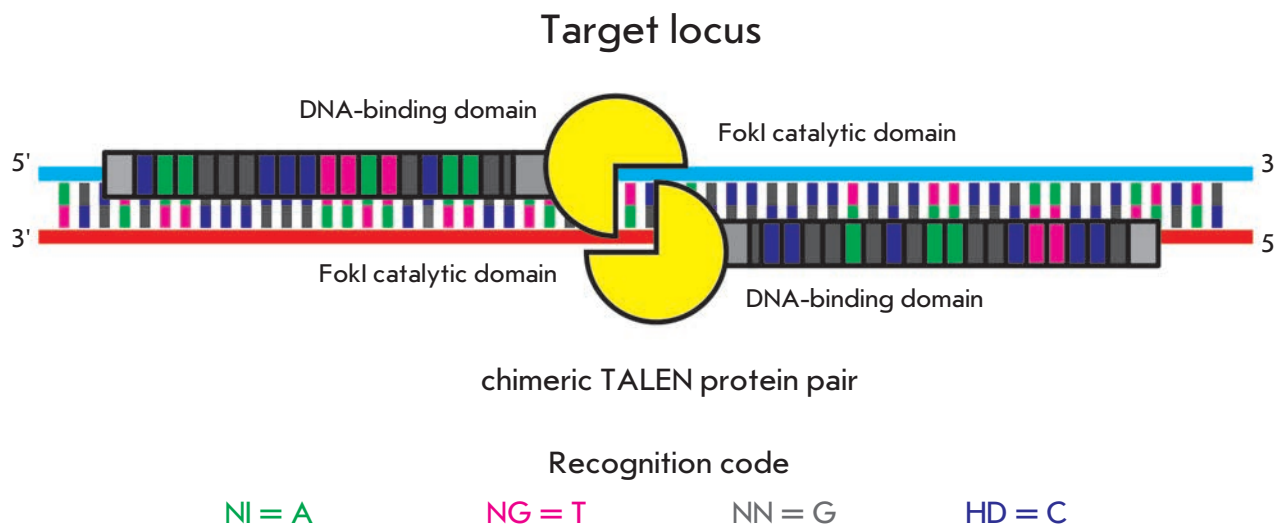 Target locus
DNA-binding domain
FokI catalytic domain
5'
3
3'
5
FokI catalytic domain
DNA-binding domain
chimeric TALEN protein pair
Recognition code
NI = A
NG = T
NN = G
HD = C